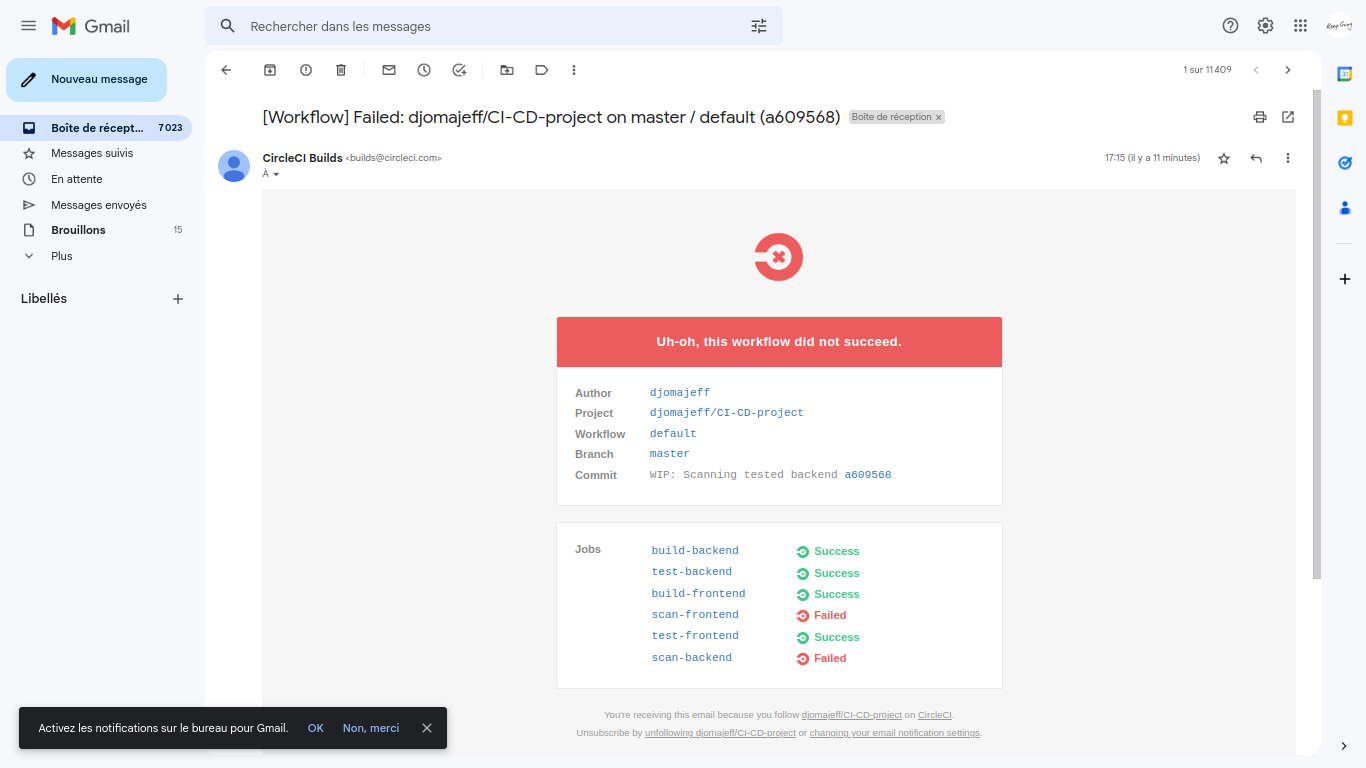 Gmail
Rechercher dans les messages
Nouveau message
1 sur 11 409
Boîte de récept... 7 023
Messages suivis
En attente
Messages envoyés
Brouillons 15
Plus
Libellés
[Workflow] Failed: djomajeff/CI-CD-project on master / default (a609568) Boîte de réception ×
CircleCI Builds <builds@circleci.com> 17:15 (il y a 11 minutes)
À
Uh-oh, this workflow did not succeed.
Author djomajeff
Project djomajeff/CI-CD-project
Workflow default
Branch master
Commit WIP: Scanning tested backend a609568
Jobs build-backend Success
test-backend Success
build-frontend Success
scan-frontend Failed
test-frontend Success
scan-backend Failed
You're receiving this email because you follow djomajeff/CI-CD-project on CircleCI.
Unsubscribe by unfollowing djomajeff/CI-CD-project or changing your email notification settings.
Activez les notifications sur le bureau pour Gmail. OK Non, merci
31